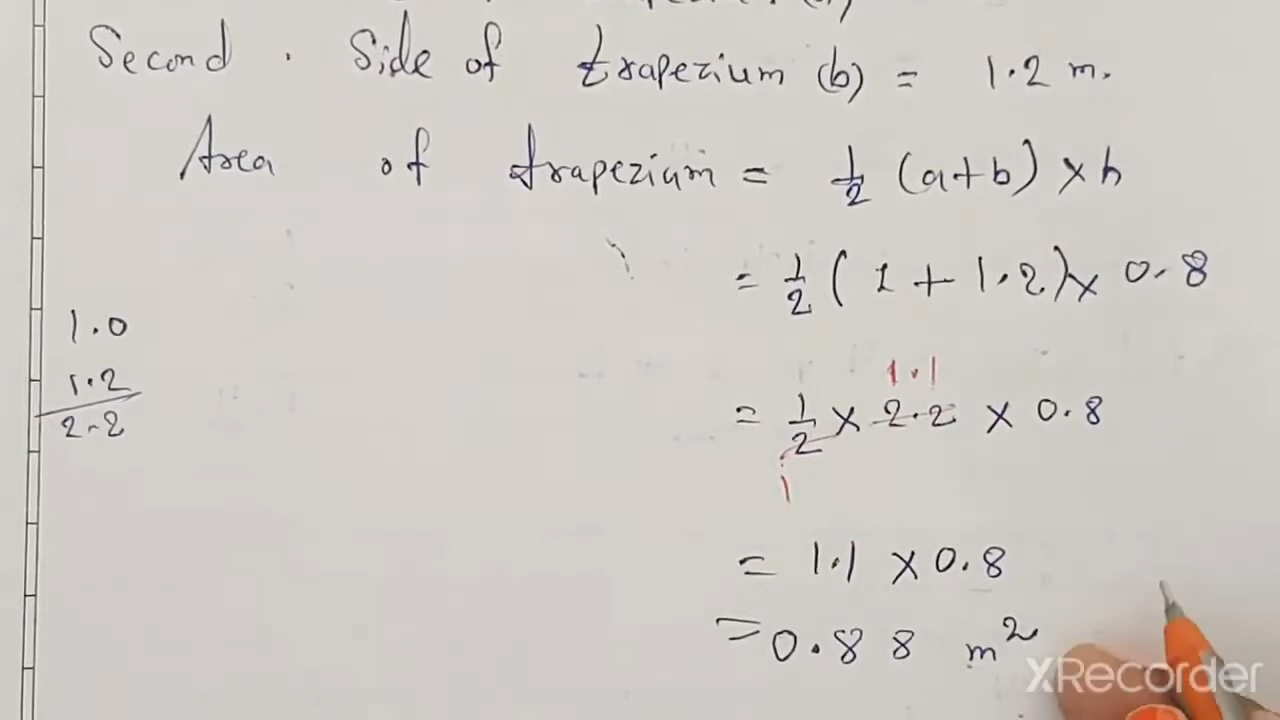 Second . Side of trapezium (b) = 1.2 m.
Area of trapezium = 1/2 (a+b) × h
= 1/2 (1 + 1.2) × 0.8
1.0
1.2
2.2
1.1
= 1/2 × 2.2 × 0.8
1
= 1.1 × 0.8
= 0.88 m²
XRecorder